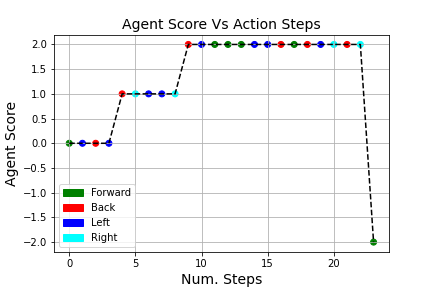 Agent Score Vs Action Steps
2.0
1.5
1.0
0.5
0.0
−0.5
−1.0
−1.5
−2.0
Agent Score
Forward
Back
Left
Right
0 5 10 15 20
Num. Steps